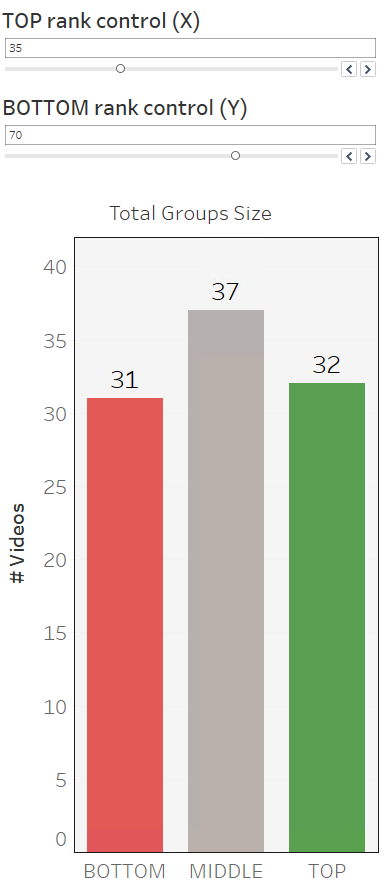 TOP rank control (X)
35
BOTTOM rank control (Y)
70
Total Groups Size
40
35
30
25
20
15
10
5
0
# Videos
31
37
32
BOTTOM
MIDDLE
TOP